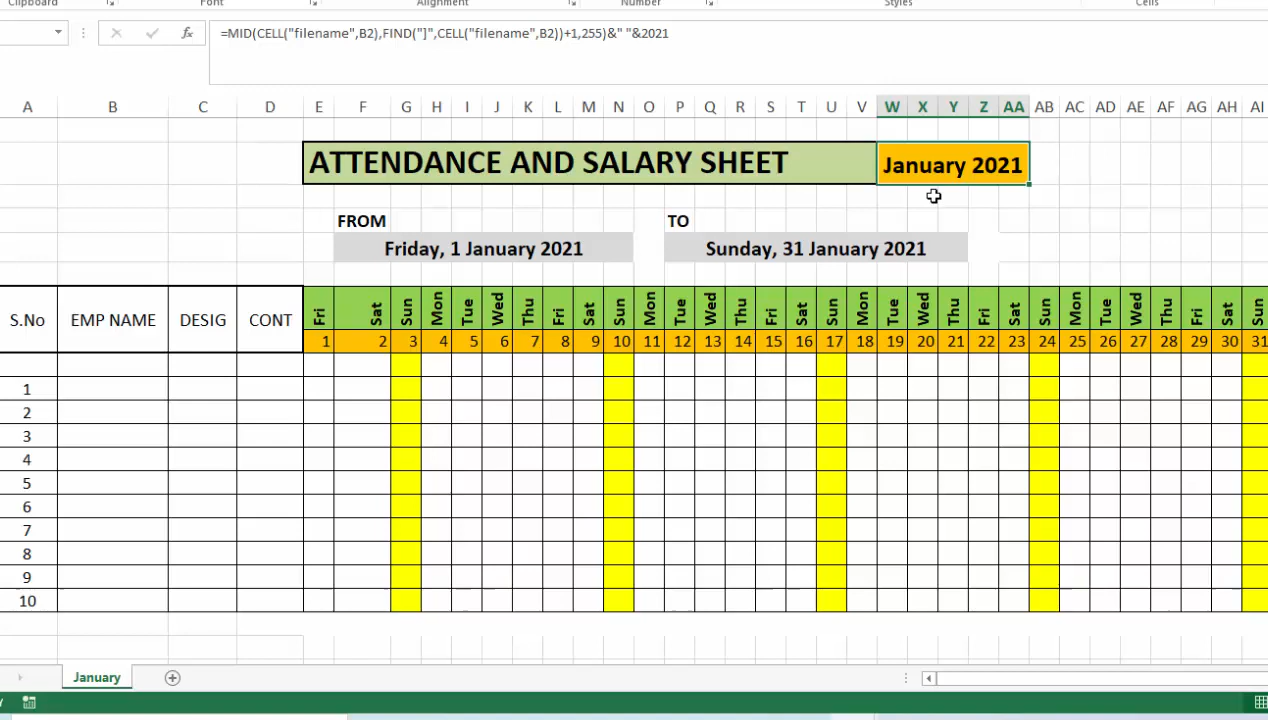 Clipboard Font Alignment Number Styles Cells
=MID(CELL("filename",B2),FIND("]",CELL("filename",B2))+1,255)&" "&2021
A B C D E F G H I J K L M N O P Q R S T U V W X Y Z AA AB AC AD AE AF AG AH AI
ATTENDANCE AND SALARY SHEET January 2021
FROM TO
Friday, 1 January 2021 Sunday, 31 January 2021
S.No EMP NAME DESIG CONT Fri Sat Sun Mon Tue Wed Thu Fri Sat Sun Mon Tue Wed Thu Fri Sat Sun Mon Tue Wed Thu Fri Sat Sun Mon Tue Wed Thu Fri Sat Sun
1 2 3 4 5 6 7 8 9 10 11 12 13 14 15 16 17 18 19 20 21 22 23 24 25 26 27 28 29 30 31
1
2
3
4
5
6
7
8
9
10
January